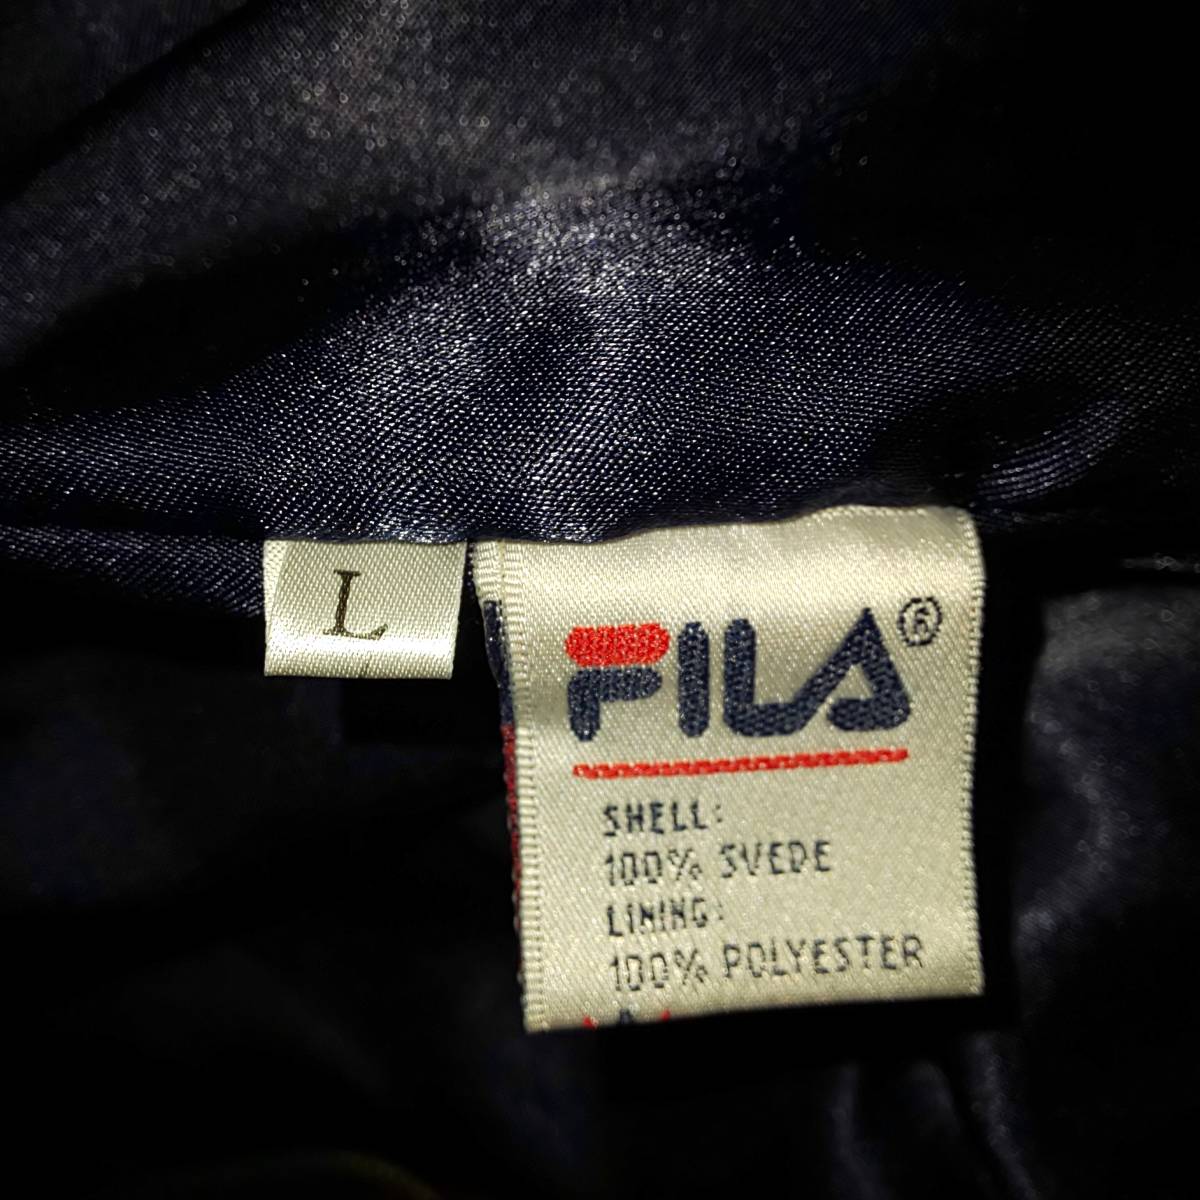 L
FILA®
SHELL:
100% SUEDE
LINING:
100% POLYESTER